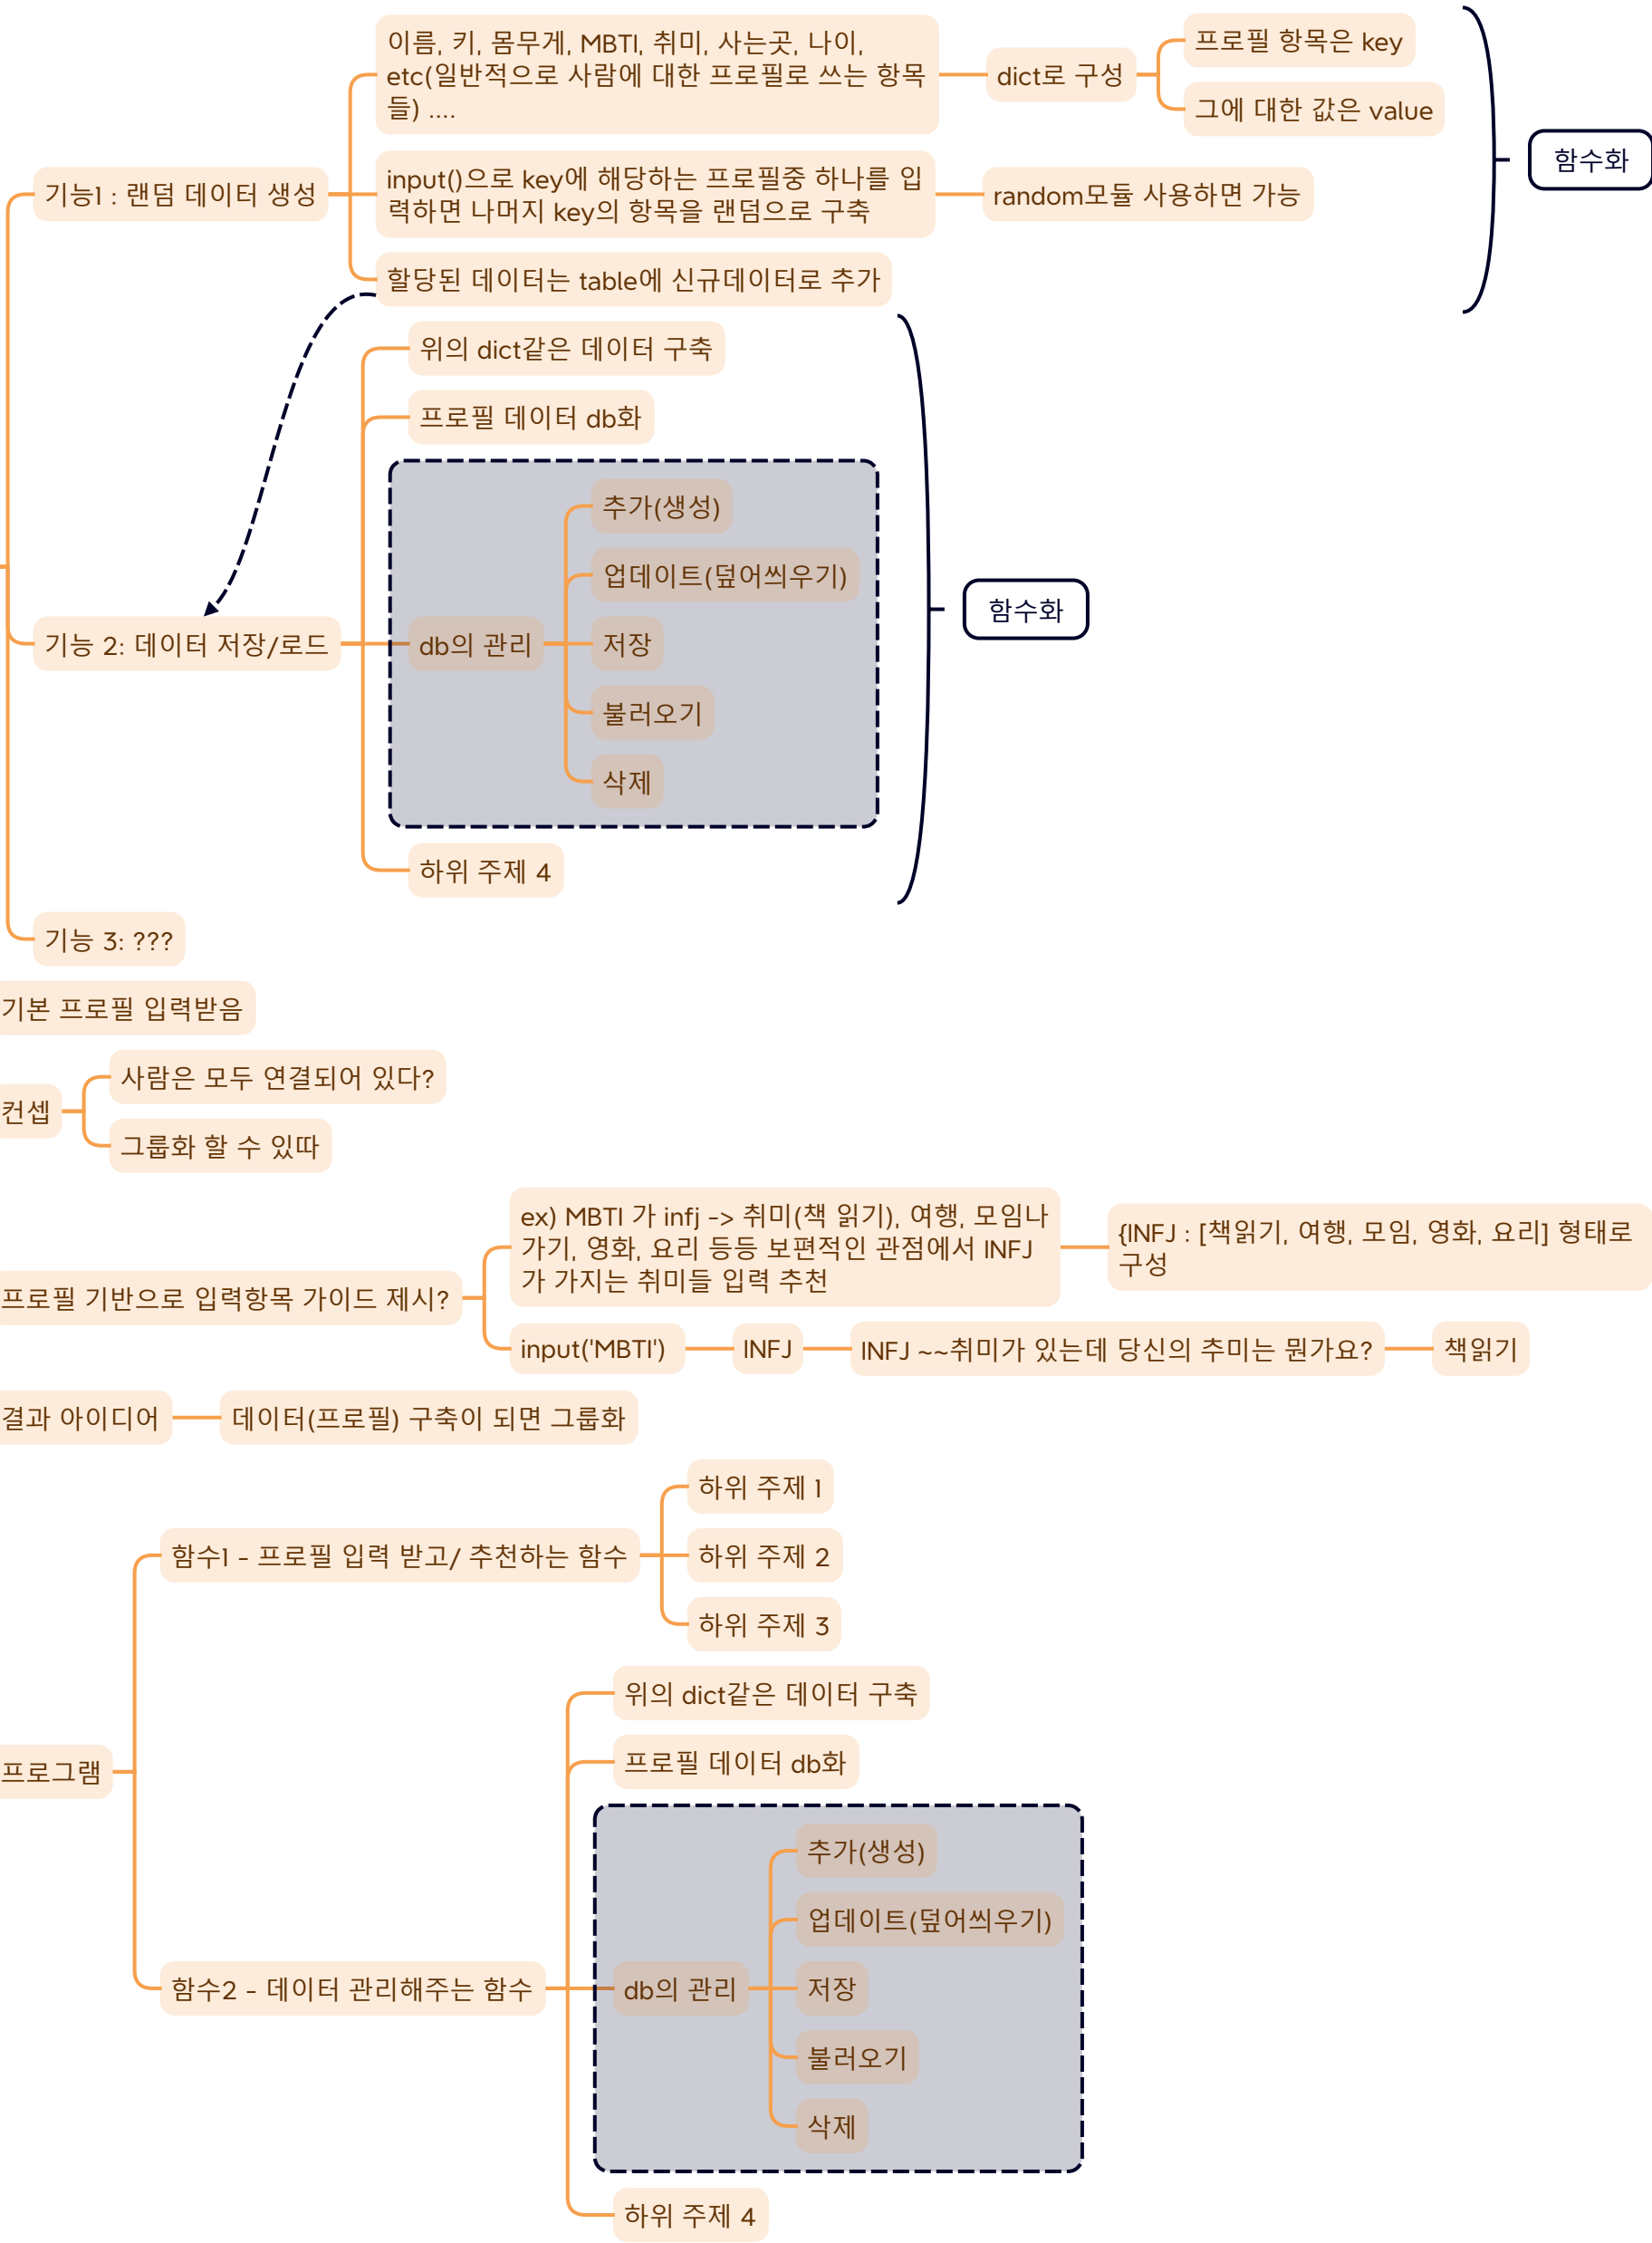 이름, 키, 몸무게, MBTI, 취미, 사는곳, 나이,
etc(일반적으로 사람에 대한 프로필로 쓰는 항목
들) ....
dict로 구성
프로필 항목은 key
그에 대한 값은 value
함수화
기능1 : 랜덤 데이터 생성
input()으로 key에 해당하는 프로필중 하나를 입
력하면 나머지 key의 항목을 랜덤으로 구축
random모듈 사용하면 가능
할당된 데이터는 table에 신규데이터로 추가
위의 dict같은 데이터 구축
프로필 데이터 db화
추가(생성)
업데이트(덮어씌우기)
기능 2: 데이터 저장/로드
db의 관리
저장
함수화
불러오기
삭제
하위 주제 4
기능 3: ???
기본 프로필 입력받음
컨셉
사람은 모두 연결되어 있다?
그룹화 할 수 있따
프로필 기반으로 입력항목 가이드 제시?
ex) MBTI 가 infj -> 취미(책 읽기), 여행, 모임나
가기, 영화, 요리 등등 보편적인 관점에서 INFJ
가 가지는 취미들 입력 추천
{INFJ : [책읽기, 여행, 모임, 영화, 요리] 형태로
구성
input('MBTI')
INFJ
INFJ ~~취미가 있는데 당신의 추미는 뭔가요?
책읽기
결과 아이디어
데이터(프로필) 구축이 되면 그룹화
프로그램
함수1 - 프로필 입력 받고/ 추천하는 함수
하위 주제 1
하위 주제 2
하위 주제 3
함수2 - 데이터 관리해주는 함수
위의 dict같은 데이터 구축
프로필 데이터 db화
db의 관리
추가(생성)
업데이트(덮어씌우기)
저장
불러오기
삭제
하위 주제 4